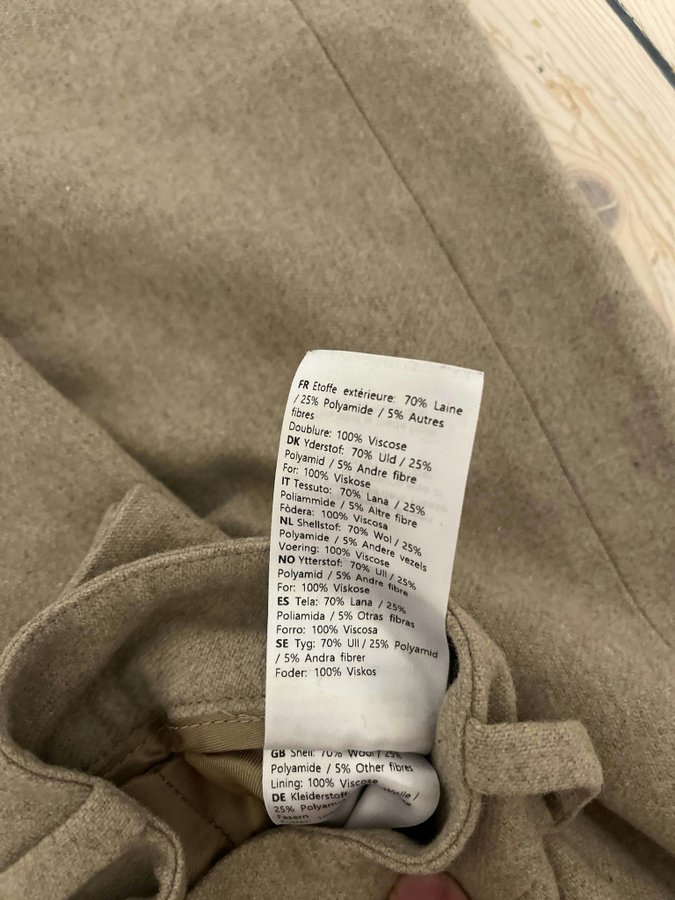 FR Etoffe extérieure: 70% Laine
/ 25% Polyamide / 5% Autres
fibres
Doublure: 100% Viscose
DK Yderstof: 70% Uld / 25%
Polyamid / 5% Andre fibre
For: 100% Viskose
IT Tessuto: 70% Lana / 25%
Poliammide / 5% Altre fibre
Fòdera: 100% Viscosa
NL Shellstof: 70% Wol / 25%
Polyamide / 5% Andere vezels
Voering: 100% Viscose
NO Ytterstof: 70% Ull / 25%
Polyamid / 5% Andre fibre
For: 100% Viskose
ES Tela: 70% Lana / 25%
Poliamida / 5% Otras fibras
Forro: 100% Viscosa
SE Tyg: 70% Ull / 25% Polyamid
/ 5% Andra fibrer
Foder: 100% Viskos
GB Shell: 70% Wool / 25%
Polyamide / 5% Other fibres
Lining: 100% Viscose
DE Kleiderstoff Wolle /
25% Polyamid
Fasern